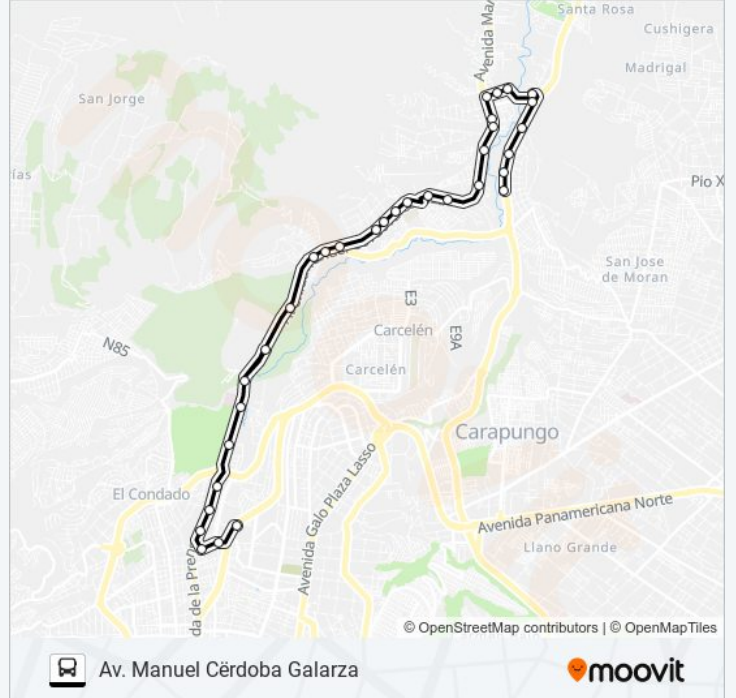 Santa Rosa
Cushigera
Avenida Ma
Madrigal
San Jorge
ías
Pio X
San Jose
de Moran
E3
Carcelén
E9A
N85
Carcelén
Carapungo
Avenida Galo Plaza Lasso
El Condado
Avenida Panamericana Norte
Llano Grande
da de la Pren
© OpenStreetMap contributors | © OpenMapTiles
Av. Manuel Cërdoba Galarza
moovit